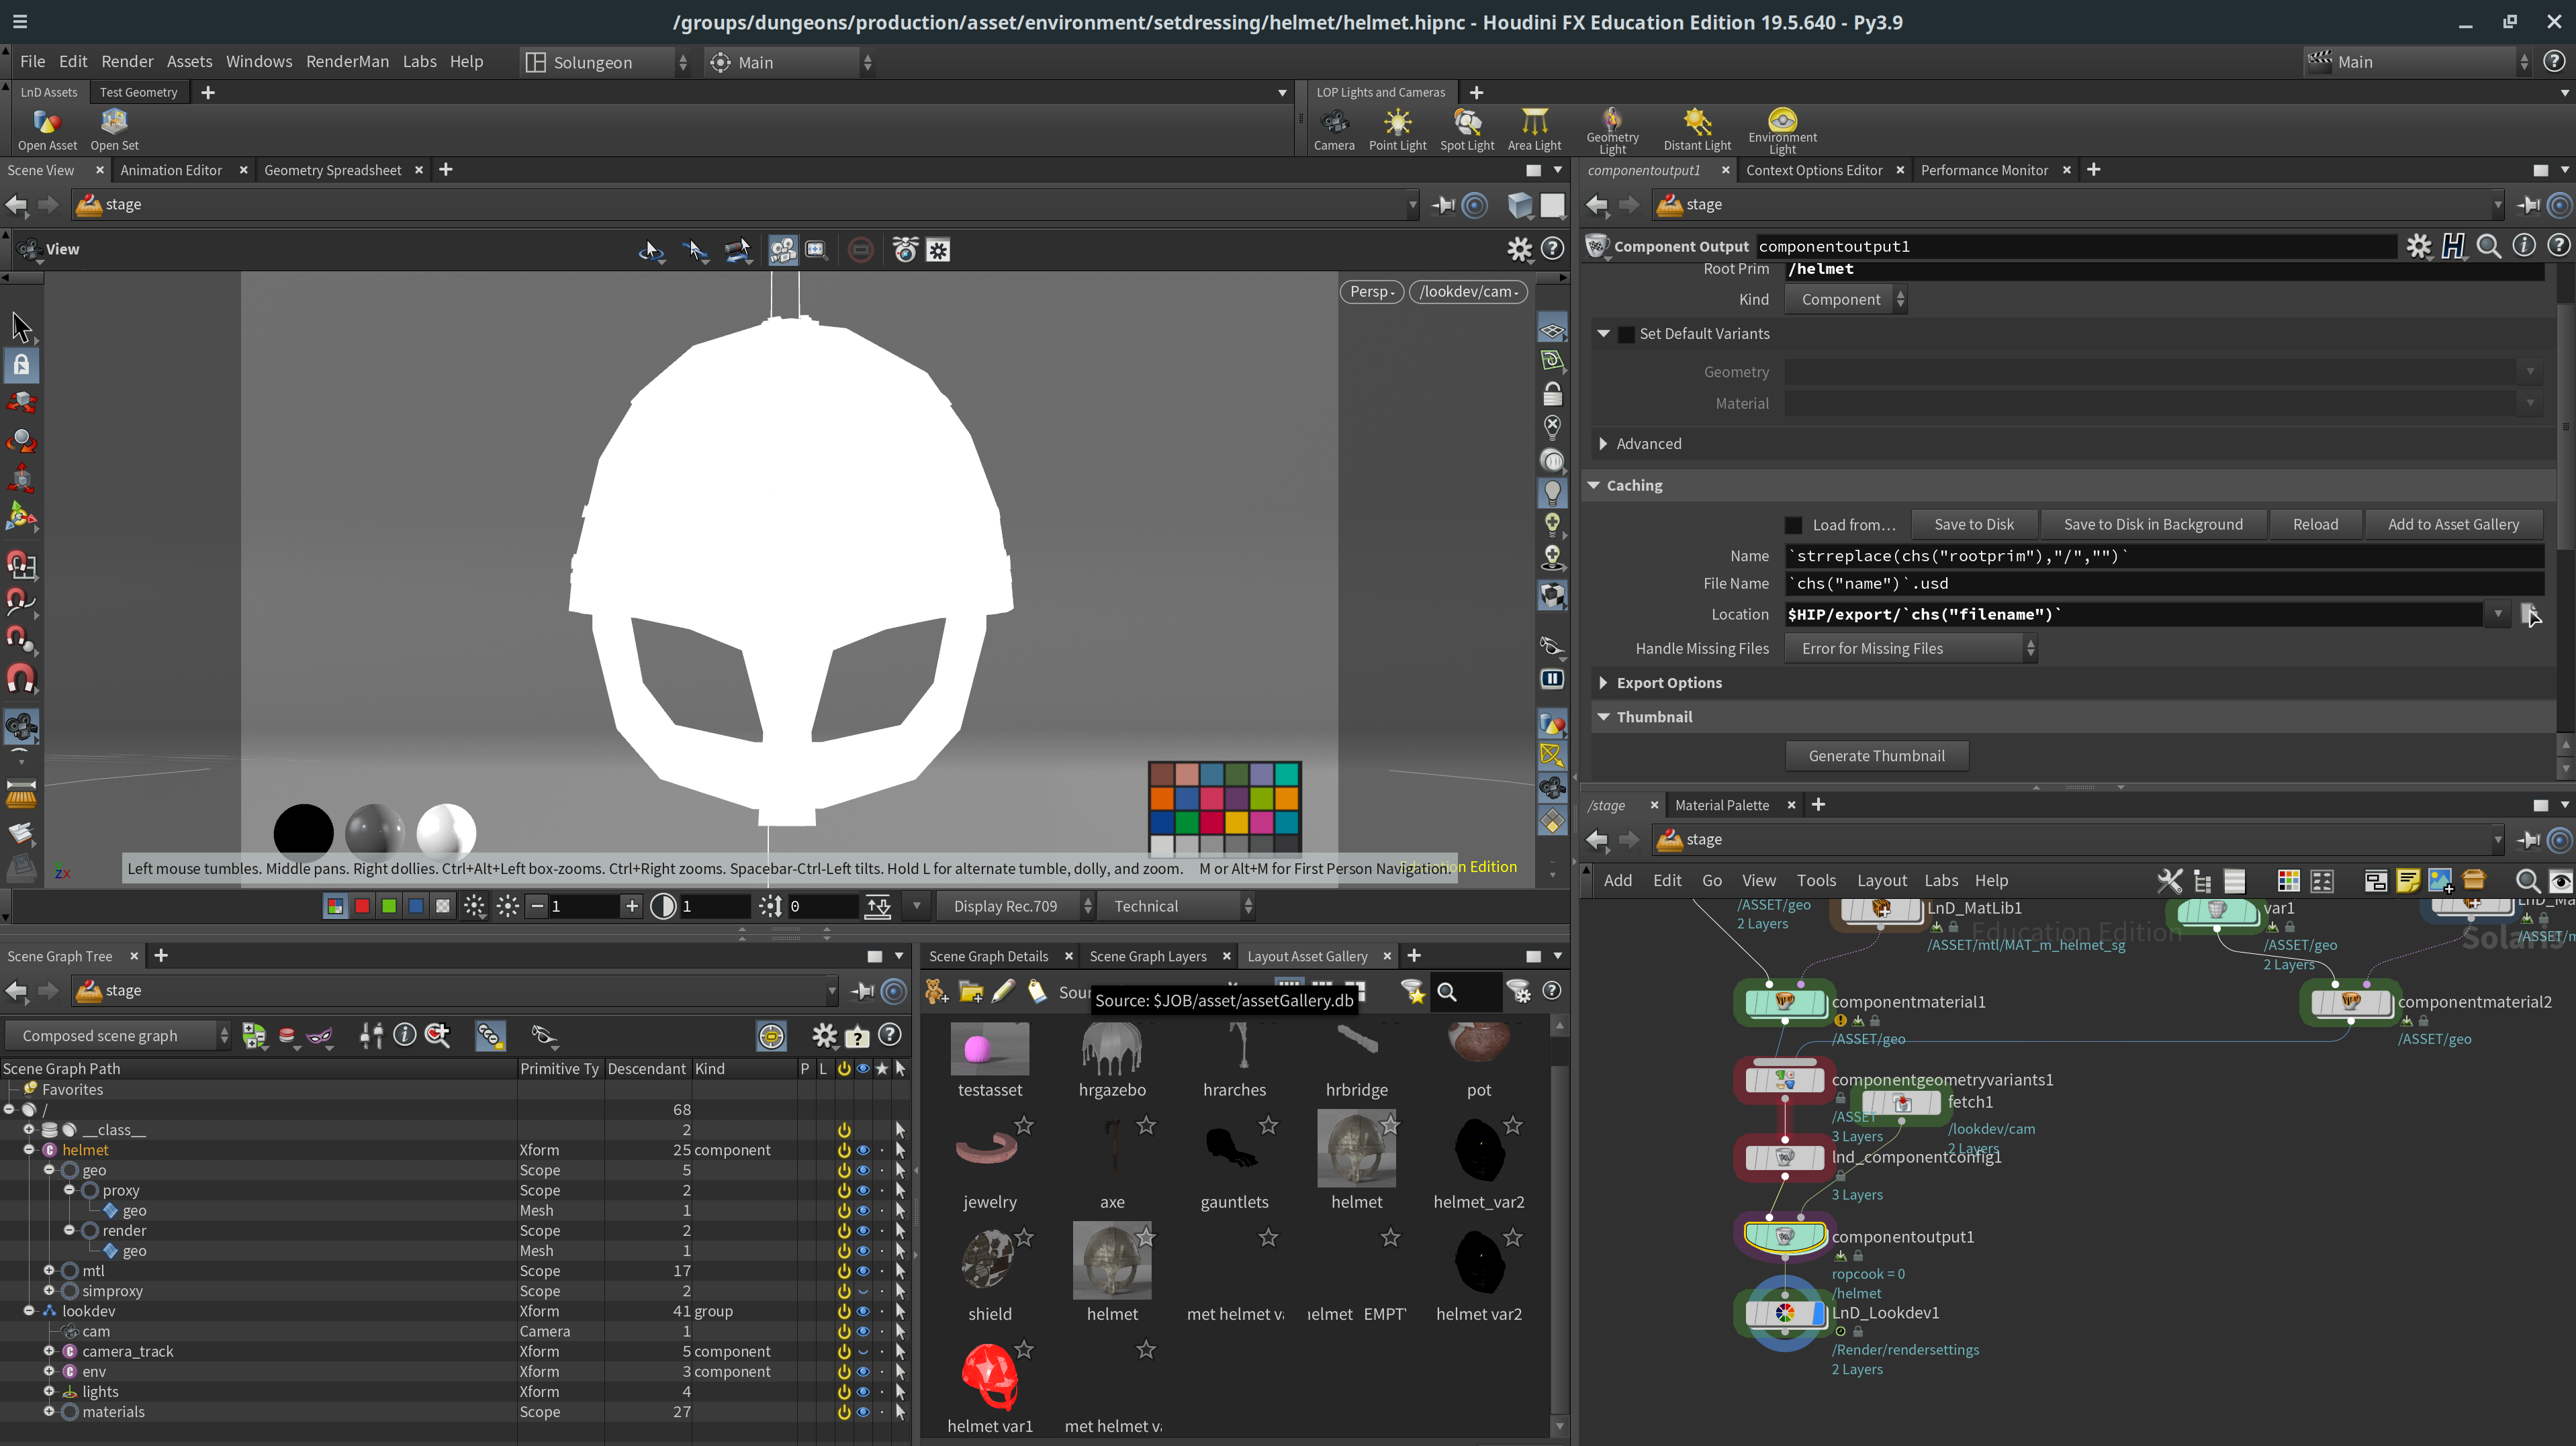 /groups/dungeons/production/asset/environment/setdressing/helmet/helmet.hipnc - Houdini FX Education Edition 19.5.640 - Py3.9
File Edit Render Assets Windows RenderMan Labs Help Solungeon Main Main
LnD Assets Test Geometry
Open Asset Open Set
LOP Lights and Cameras
Camera Point Light Spot Light Area Light Geometry Light Distant Light Environment Light
Scene View Animation Editor Geometry Spreadsheet
stage
View
Persp /lookdev/cam
Left mouse tumbles. Middle pans. Right dollies. Ctrl+Alt+Left box-zooms. Ctrl+Right zooms. Spacebar-Ctrl-Left tilts. Hold L for alternate tumble, dolly, and zoom. M or Alt+M for First Person Navigation.
n Edition
1 1 0 Display Rec.709 Technical
componentoutput1 Context Options Editor Performance Monitor
stage
Component Output componentoutput1
Root Prim /helmet
Kind Component
Set Default Variants
Geometry
Material
Advanced
Caching
Load from... Save to Disk Save to Disk in Background Reload Add to Asset Gallery
Name `strreplace(chs("rootprim"),"/","")`
File Name `chs("name")`.usd
Location $HIP/export/`chs("filename")`
Handle Missing Files Error for Missing Files
Export Options
Thumbnail
Generate Thumbnail
/stage Material Palette
stage
Add Edit Go View Tools Layout Labs Help
/ASSET/geo
2 Layers
LnD_MatLib1
/ASSET/mtl/MAT_m_helmet_sg
Education Edition
var1
/ASSET/geo
2 Layers
LnD_Ma
Solaris
/ASSET/m
componentmaterial1
/ASSET/geo
componentmaterial2
/ASSET/geo
componentgeometryvariants1
/ASSET
3 Layers
fetch1
/lookdev/cam
2 Layers
lnd_componentconfig1
3 Layers
componentoutput1
ropcook = 0
/helmet
LnD_Lookdev1
/Render/rendersettings
2 Layers
Scene Graph Tree
stage
Composed scene graph
Scene Graph Path Primitive Ty Descendant Kind P L
Favorites
/ 68
__class__ 2
helmet Xform 25 component
geo Scope 5
proxy Scope 2
geo Mesh 1
render Scope 2
geo Mesh 1
mtl Scope 17
simproxy Scope 2
lookdev Xform 41 group
cam Camera 1
camera_track Xform 5 component
env Xform 3 component
lights Xform 4
materials Scope 27
Scene Graph Details Scene Graph Layers Layout Asset Gallery
Sou
Source: $JOB/asset/assetGallery.db
testasset hrgazebo hrarches hrbridge pot
jewelry axe gauntlets helmet helmet_var2
shield helmet met helmet va elmet EMPT helmet var2
helmet var1 met helmet va